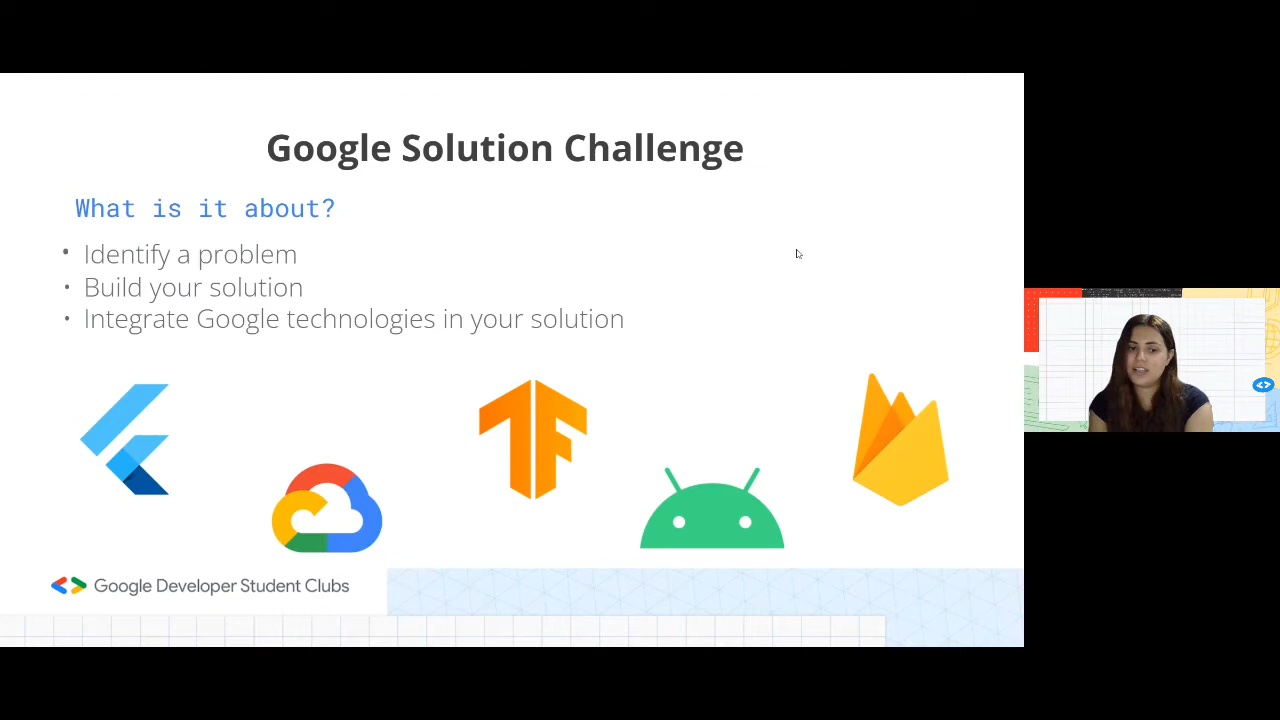 Google Solution Challenge
What is it about?
• Identify a problem
• Build your solution
• Integrate Google technologies in your solution
Google Developer Student Clubs